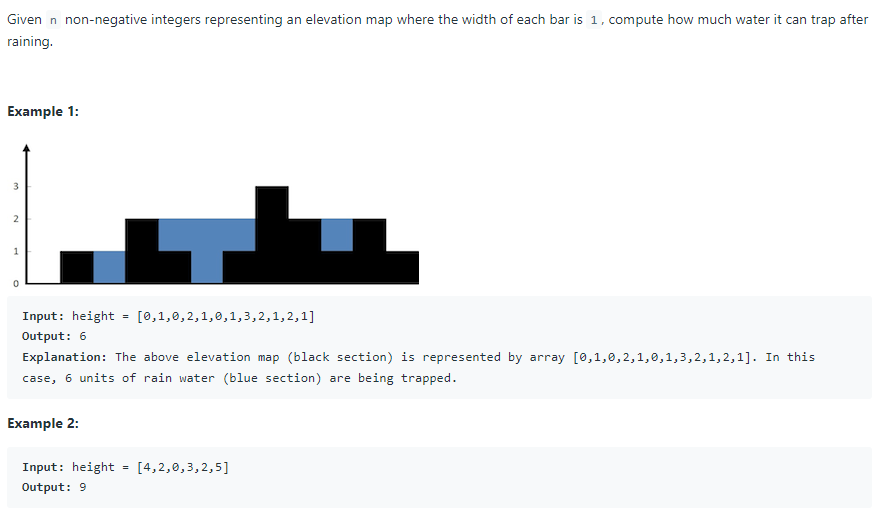 Given n non-negative integers representing an elevation map where the width of each bar is 1, compute how much water it can trap after
raining.
Example 1:
3
2
1
0
Input: height = [0,1,0,2,1,0,1,3,2,1,2,1]
Output: 6
Explanation: The above elevation map (black section) is represented by array [0,1,0,2,1,0,1,3,2,1,2,1]. In this
case, 6 units of rain water (blue section) are being trapped.
Example 2:
Input: height = [4,2,0,3,2,5]
Output: 9